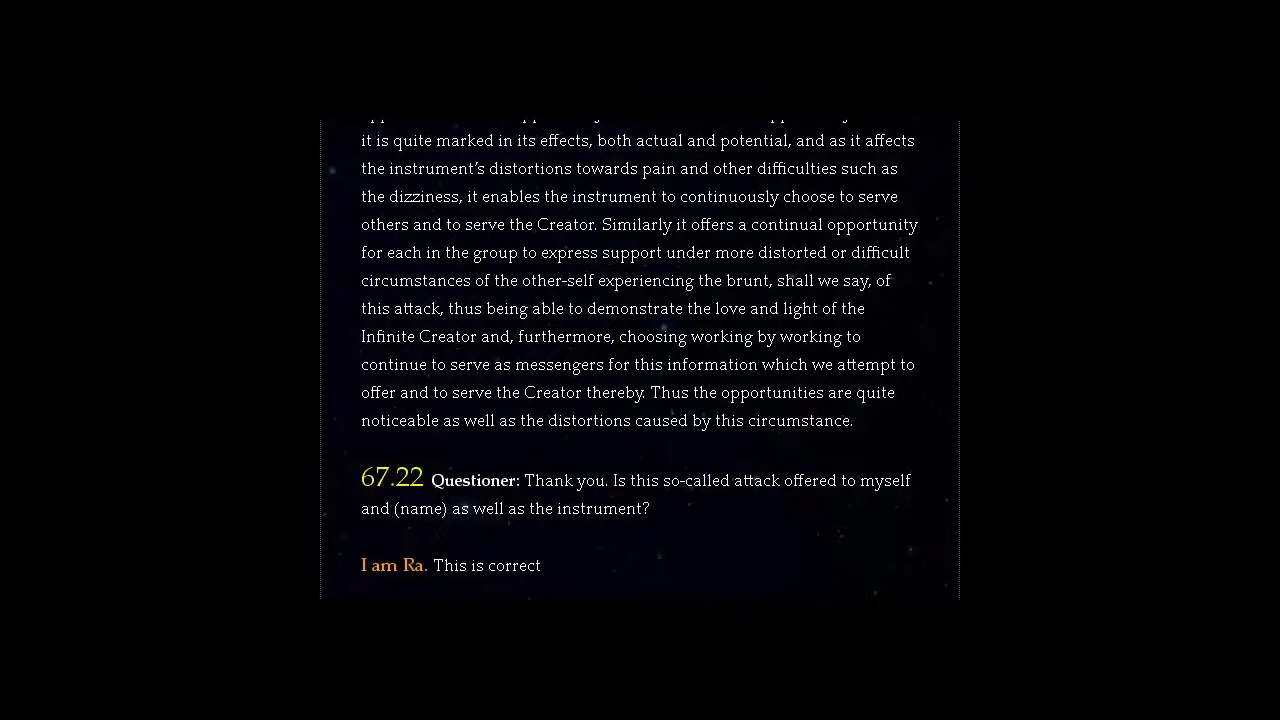 it is quite marked in its effects, both actual and potential, and as it affects
the instrument's distortions towards pain and other difficulties such as
the dizziness, it enables the instrument to continuously choose to serve
others and to serve the Creator. Similarly it offers a continual opportunity
for each in the group to express support under more distorted or difficult
circumstances of the other-self experiencing the brunt, shall we say, of
this attack, thus being able to demonstrate the love and light of the
Infinite Creator and, furthermore, choosing working by working to
continue to serve as messengers for this information which we attempt to
offer and to serve the Creator thereby. Thus the opportunities are quite
noticeable as well as the distortions caused by this circumstance.
67.22 Questioner: Thank you. Is this so-called attack offered to myself
and (name) as well as the instrument?
I am Ra. This is correct